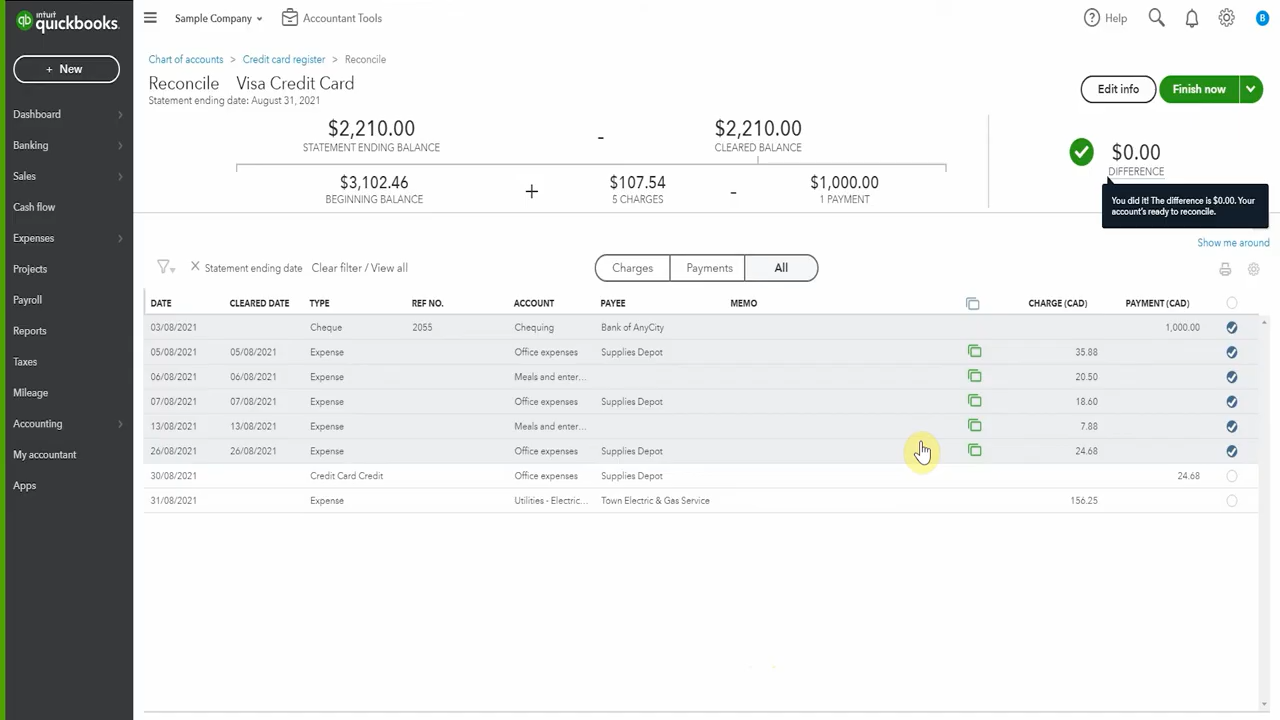 intuit
quickbooks.
Sample Company
Accountant Tools
Help
B
+ New
Dashboard
Banking
Sales
Cash flow
Expenses
Projects
Payroll
Reports
Taxes
Mileage
Accounting
My accountant
Apps
Chart of accounts > Credit card register > Reconcile
Reconcile Visa Credit Card
Statement ending date: August 31, 2021
Edit info
Finish now
$2,210.00 - $2,210.00
STATEMENT ENDING BALANCE CLEARED BALANCE
$0.00
DIFFERENCE
$3,102.46 + $107.54 - $1,000.00
BEGINNING BALANCE 5 CHARGES 1 PAYMENT
You did it! The difference is $0.00. Your
account's ready to reconcile.
Show me around
Statement ending date Clear filter / View all
Charges Payments All
DATE CLEARED DATE TYPE REF NO. ACCOUNT PAYEE MEMO CHARGE (CAD) PAYMENT (CAD)
03/08/2021 Cheque 2055 Chequing Bank of AnyCity 1,000.00
05/08/2021 05/08/2021 Expense Office expenses Supplies Depot 35.88
06/08/2021 06/08/2021 Expense Meals and enter... 20.50
07/08/2021 07/08/2021 Expense Office expenses Supplies Depot 18.60
13/08/2021 13/08/2021 Expense Meals and enter... 7.88
26/08/2021 26/08/2021 Expense Office expenses Supplies Depot 24.68
30/08/2021 Credit Card Credit Office expenses Supplies Depot 24.68
31/08/2021 Expense Utilities - Electric... Town Electric & Gas Service 156.25